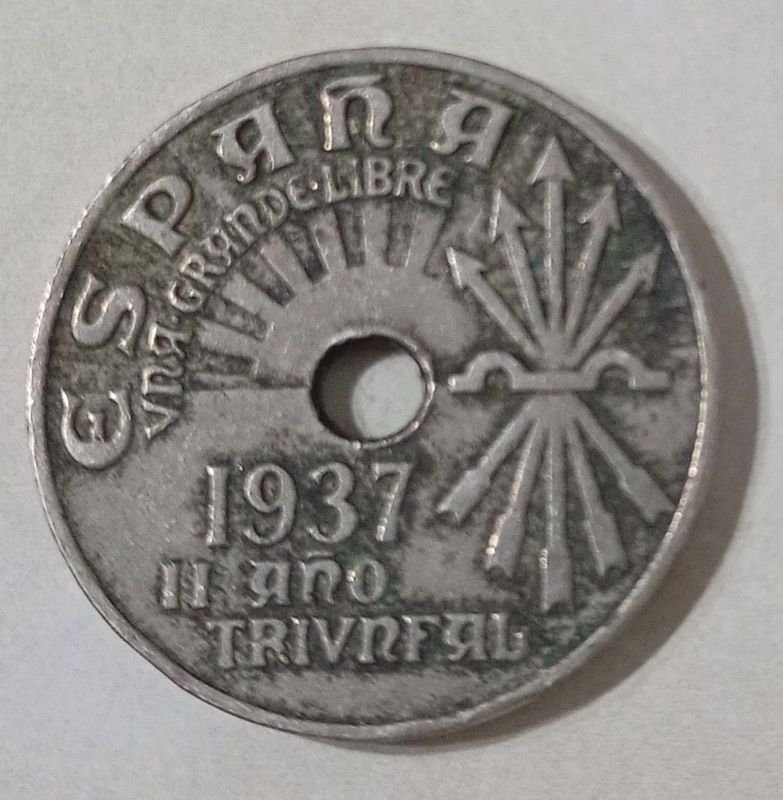 ESPAÑA
VNA·GRANDE·LIBRE
1937
II AÑO
TRIVNFAL